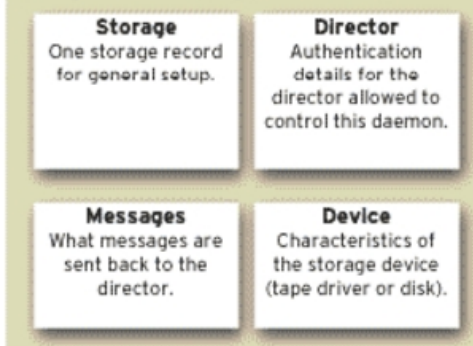 Storage
One storage record
for general setup.
Director
Authentication
details for the
director allowed to
control this daemon.
Messages
What messages are
sent back to the
director.
Device
Characteristics of
the storage device
(tape driver or disk).